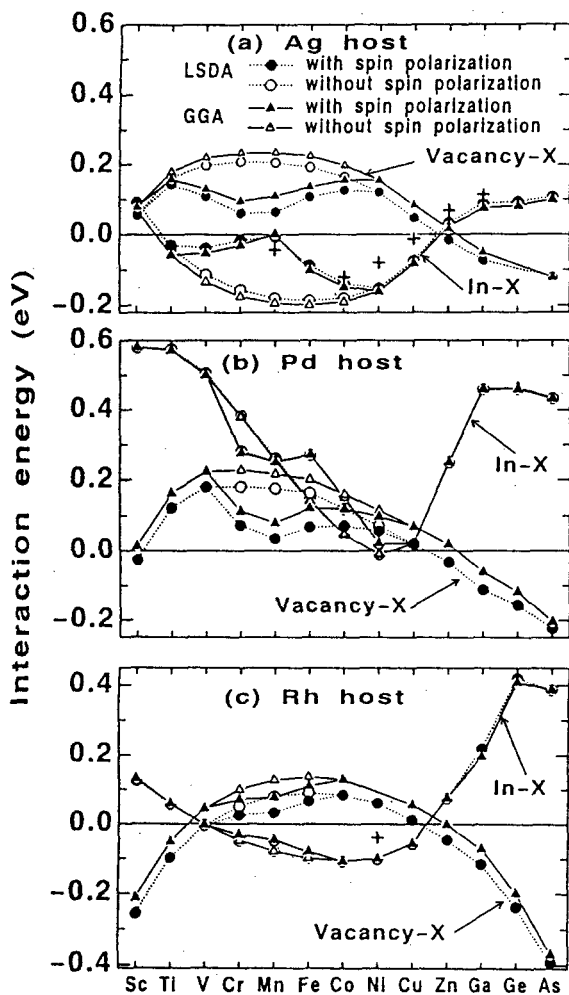 Interaction energy (eV)
0.6
0.4
0.2
0.0
-0.2
(a) Ag host
LSDA
with spin polarization
without spin polarization
GGA
with spin polarization
without spin polarization
Vacancy-X
In-X
0.6
0.4
0.2
0.0
-0.2
(b) Pd host
In-X
Vacancy-X
0.4
0.2
0.0
-0.2
-0.4
(c) Rh host
In-X
Vacancy-X
Sc Ti V Cr Mn Fe Co Ni Cu Zn Ga Ge As